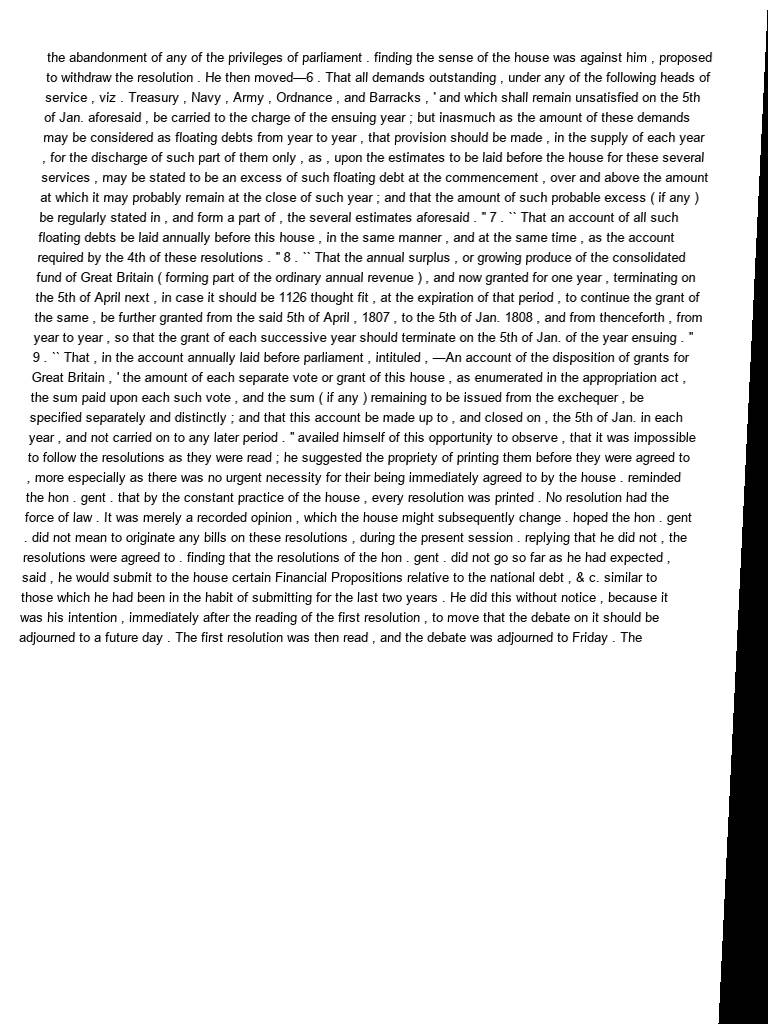 the abandonment of any of the privileges of parliament . finding the sense of the house was against him , proposed
to withdraw the resolution . He then moved—6 . That all demands outstanding , under any of the following heads of
service , viz . Treasury , Navy , Army , Ordnance , and Barracks , ' and which shall remain unsatisfied on the 5th
of Jan. aforesaid , be carried to the charge of the ensuing year ; but inasmuch as the amount of these demands
may be considered as floating debts from year to year , that provision should be made , in the supply of each year
, for the discharge of such part of them only , as , upon the estimates to be laid before the house for these several
services , may be stated to be an excess of such floating debt at the commencement , over and above the amount
at which it may probably remain at the close of such year ; and that the amount of such probable excess ( if any )
be regularly stated in , and form a part of , the several estimates aforesaid . " 7 . `` That an account of all such
floating debts be laid annually before this house , in the same manner , and at the same time , as the account
required by the 4th of these resolutions . " 8 . `` That the annual surplus , or growing produce of the consolidated
fund of Great Britain ( forming part of the ordinary annual revenue ) , and now granted for one year , terminating on
the 5th of April next , in case it should be 1126 thought fit , at the expiration of that period , to continue the grant of
the same , be further granted from the said 5th of April , 1807 , to the 5th of Jan. 1808 , and from thenceforth , from
year to year , so that the grant of each successive year should terminate on the 5th of Jan. of the year ensuing . "
9 . `` That , in the account annually laid before parliament , intituled , —An account of the disposition of grants for
Great Britain , ' the amount of each separate vote or grant of this house , as enumerated in the appropriation act ,
the sum paid upon each such vote , and the sum ( if any ) remaining to be issued from the exchequer , be
specified separately and distinctly ; and that this account be made up to , and closed on , the 5th of Jan. in each
year , and not carried on to any later period . " availed himself of this opportunity to observe , that it was impossible
to follow the resolutions as they were read ; he suggested the propriety of printing them before they were agreed to
, more especially as there was no urgent necessity for their being immediately agreed to by the house . reminded
the hon . gent . that by the constant practice of the house , every resolution was printed . No resolution had the
force of law . It was merely a recorded opinion , which the house might subsequently change . hoped the hon . gent
. did not mean to originate any bills on these resolutions , during the present session . replying that he did not , the
resolutions were agreed to . finding that the resolutions of the hon . gent . did not go so far as he had expected ,
said , he would submit to the house certain Financial Propositions relative to the national debt , & c. similar to
those which he had been in the habit of submitting for the last two years . He did this without notice , because it
was his intention , immediately after the reading of the first resolution , to move that the debate on it should be
adjourned to a future day . The first resolution was then read , and the debate was adjourned to Friday . The